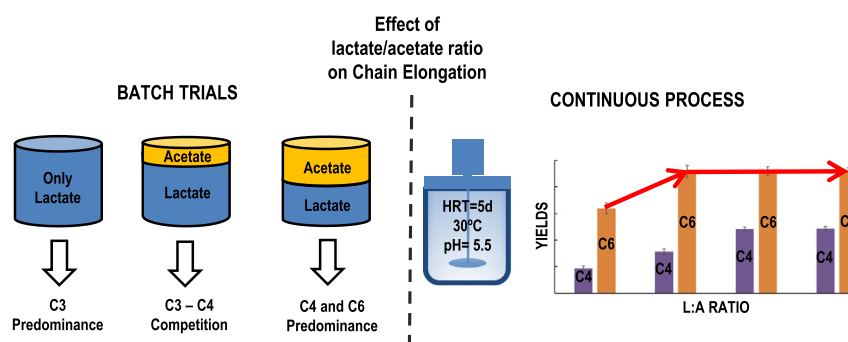 Effect of
lactate/acetate ratio
on Chain Elongation
BATCH TRIALS
Only
Lactate
Acetate
Lactate
Acetate
Lactate
C3
Predominance
C3 – C4
Competition
C4 and C6
Predominance
CONTINUOUS PROCESS
HRT=5d
30ºC
pH= 5.5
YIELDS
C4
C6
C4
C6
C4
C6
C4
C
L:A RATIO